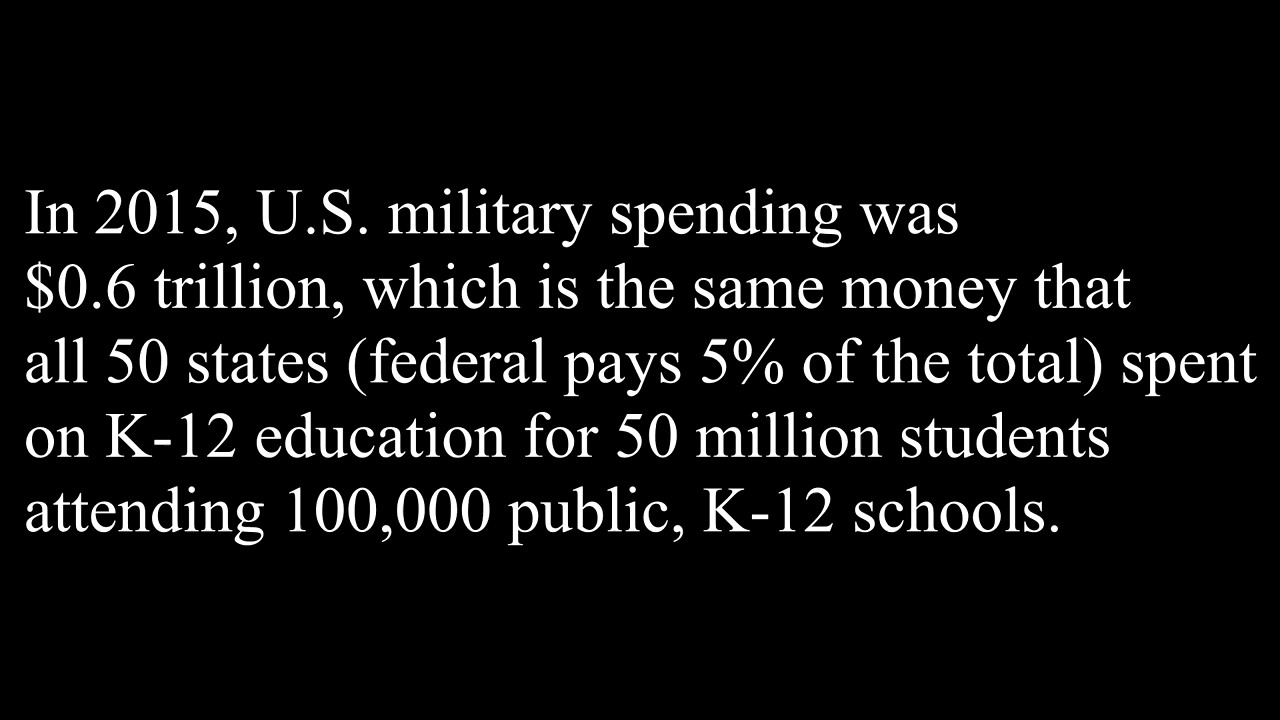 In 2015, U.S. military spending was
$0.6 trillion, which is the same money that
all 50 states (federal pays 5% of the total) spent
on K-12 education for 50 million students
attending 100,000 public, K-12 schools.